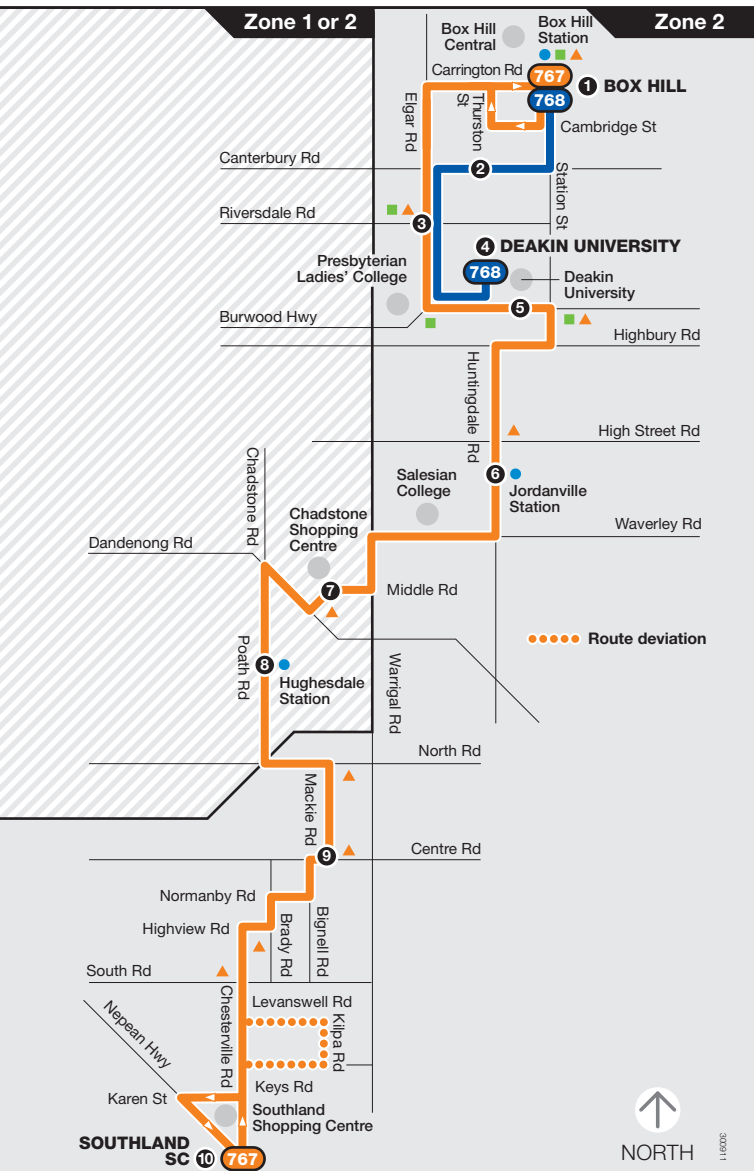 Zone 1 or 2
Zone 2
Box Hill
Central
Box Hill
Station
Carrington Rd
767
768
1 BOX HILL
Elgar Rd
Thurston
St
Cambridge St
Canterbury Rd
2
Station St
Riversdale Rd
3
4 DEAKIN UNIVERSITY
768
Presbyterian
Ladies' College
Deakin
University
Burwood Hwy
5
Highbury Rd
Huntingdale Rd
High Street Rd
Chadstone Rd
Salesian
College
6
Jordanville
Station
Chadstone
Shopping
Centre
Waverley Rd
Dandenong Rd
7
Middle Rd
Route deviation
Poath Rd
8
Hughesdale
Station
Warrigal Rd
North Rd
Mackie Rd
9
Centre Rd
Normanby Rd
Highview Rd
Brady Rd
Bignell Rd
South Rd
Nepean Hwy
Chesterville Rd
Levanswell Rd
Kilpa Rd
Keys Rd
Karen St
Southland
Shopping Centre
SOUTHLAND
SC 10 767
NORTH
300911